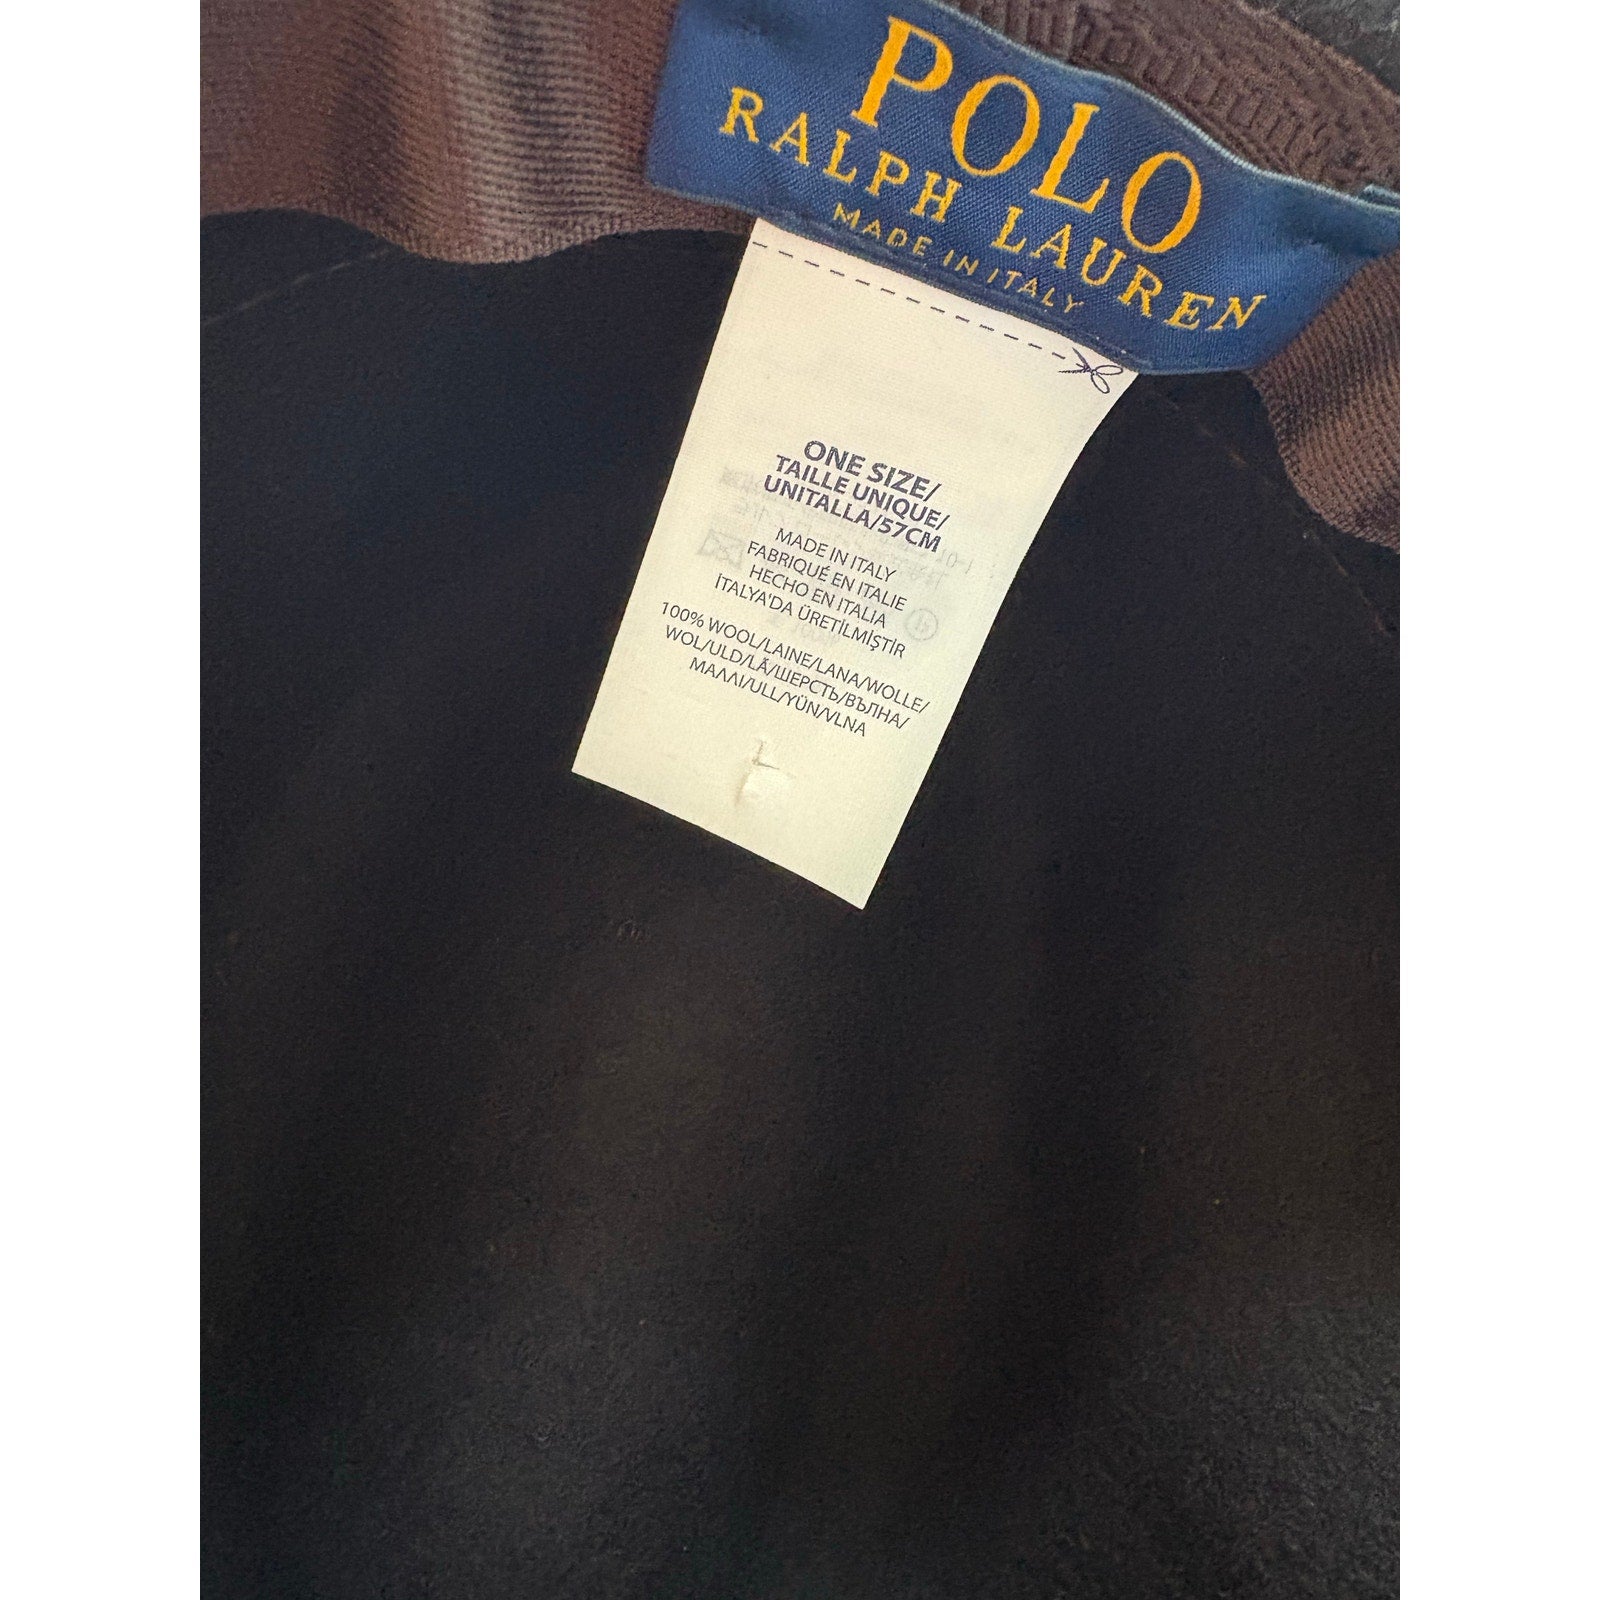 POLO
RALPH LAUREN
MADE IN ITALY
ONE SIZE/
TAILLE UNIQUE/
UNITALLA/57CM
MADE IN ITALY
FABRIQUÉ EN ITALIE
HECHO EN ITALIA
İTALYA'DA ÜRETİLMİŞTİR
100% WOOL/LAINE/LANA/WOLLE/
WOL/ULD/LÃ/ШЕРСТЬ/ВЪЛНА/
ΜΑΛΛΙ/ULL/YÜN/VLNA